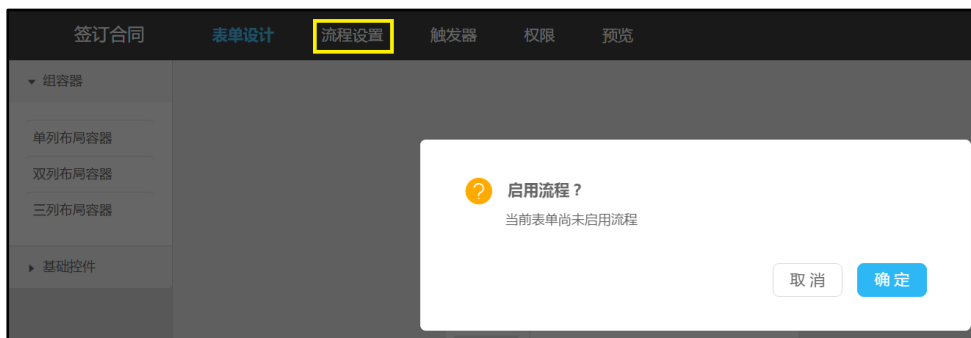 签订合同 表单设计 流程设置 触发器 权限 预览
组容器
单列布局容器
双列布局容器
三列布局容器
基础控件
启用流程？
当前表单尚未启用流程
取消 确定